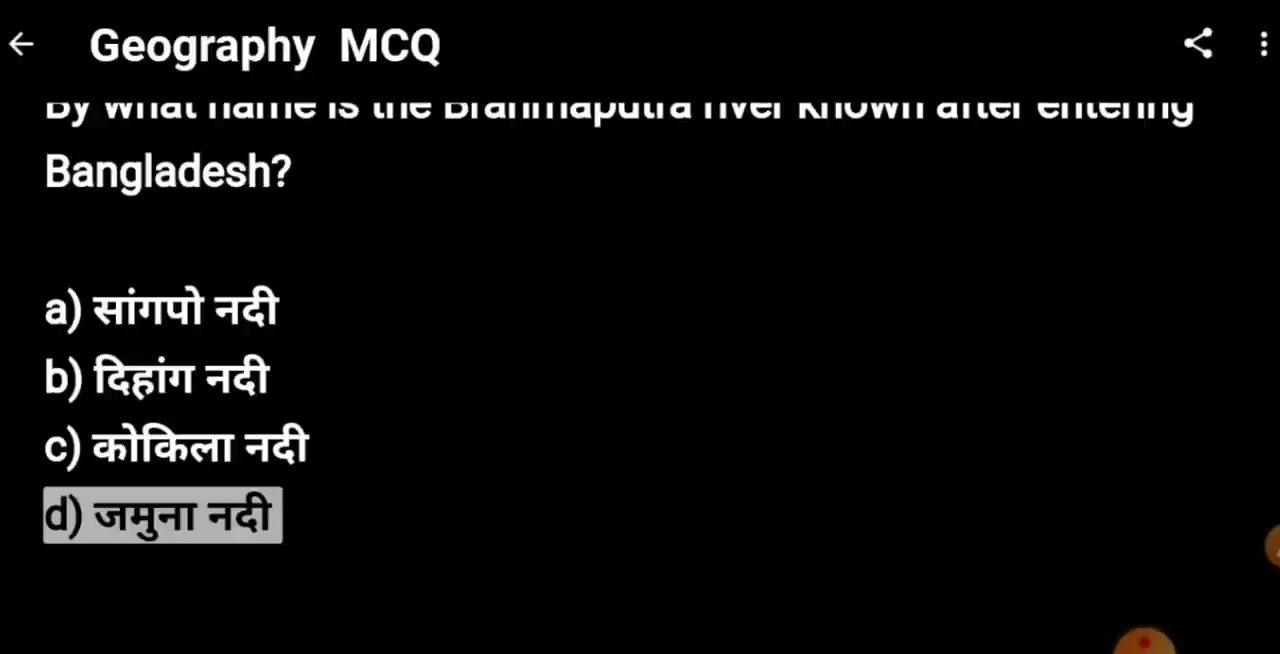 Geography MCQ
By what name is the Brahmaputra river known after entering
Bangladesh?
a) सांगपो नदी
b) दिहांग नदी
c) कोकिला नदी
d) जमुना नदी